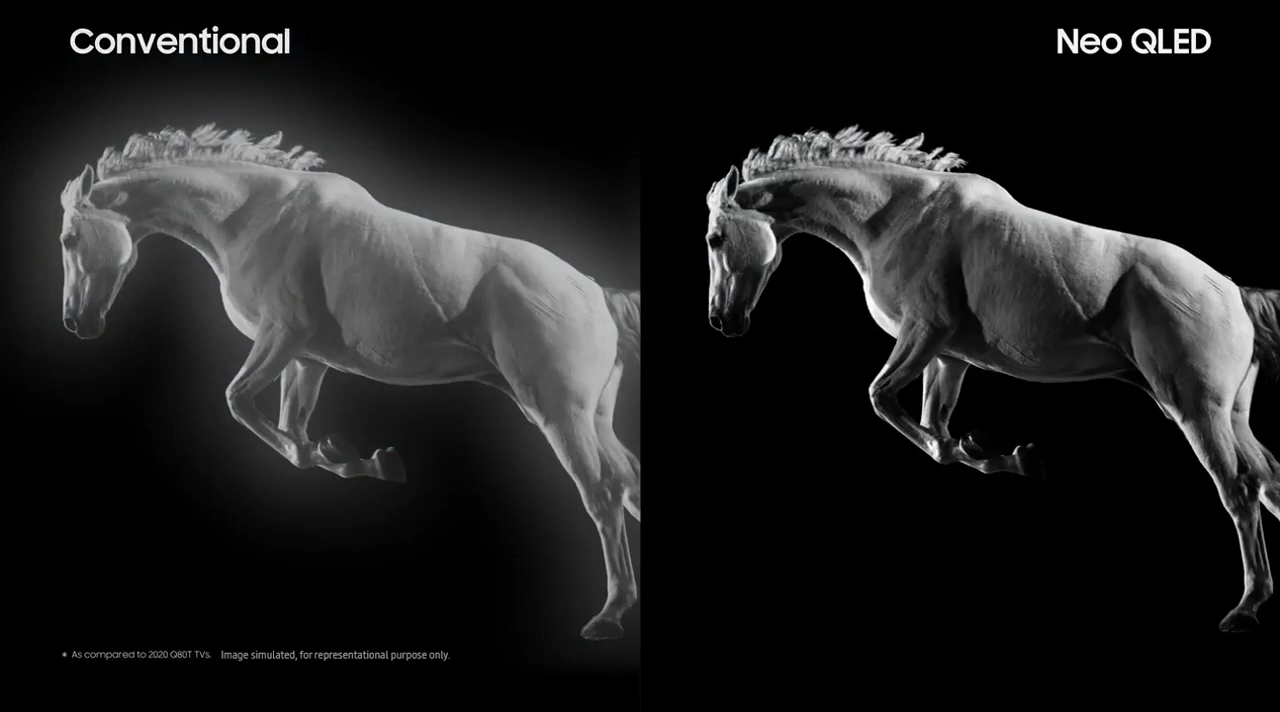 Conventional
Neo QLED
* As compared to 2020 Q80T TVs. Image simulated, for representational purpose only.